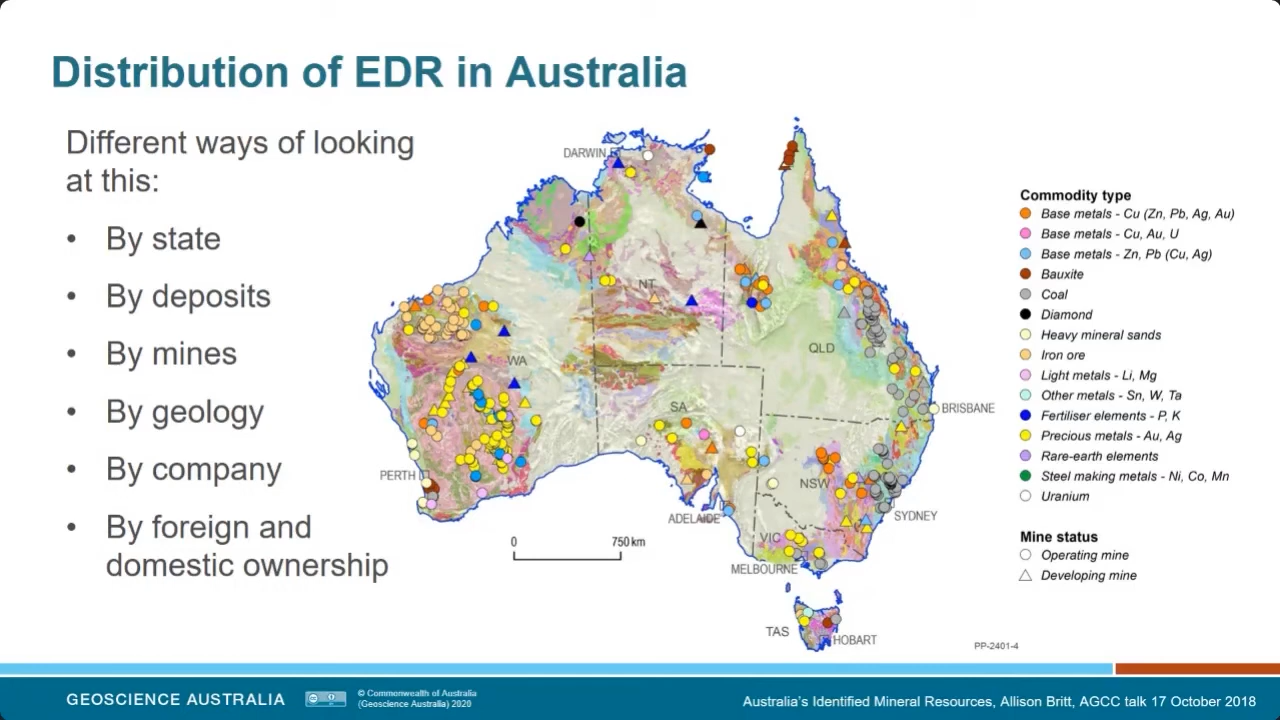 Distribution of EDR in Australia
Different ways of looking
at this:
• By state
• By deposits
• By mines
• By geology
• By company
• By foreign and
domestic ownership
DARWIN
NT
WA
QLD
SA
BRISBANE
PERTH
NSW
SYDNEY
ADELAIDE
0 750 km
VIC
MELBOURNE
TAS
HOBART
PP-2401-4
Commodity type
Base metals - Cu (Zn, Pb, Ag, Au)
Base metals - Cu, Au, U
Base metals - Zn, Pb (Cu, Ag)
Bauxite
Coal
Diamond
Heavy mineral sands
Iron ore
Light metals - Li, Mg
Other metals - Sn, W, Ta
Fertiliser elements - P, K
Precious metals - Au, Ag
Rare-earth elements
Steel making metals - Ni, Co, Mn
Uranium
Mine status
Operating mine
Developing mine
GEOSCIENCE AUSTRALIA
© Commonwealth of Australia
(Geoscience Australia) 2020
Australia's Identified Mineral Resources, Allison Britt, AGCC talk 17 October 2018